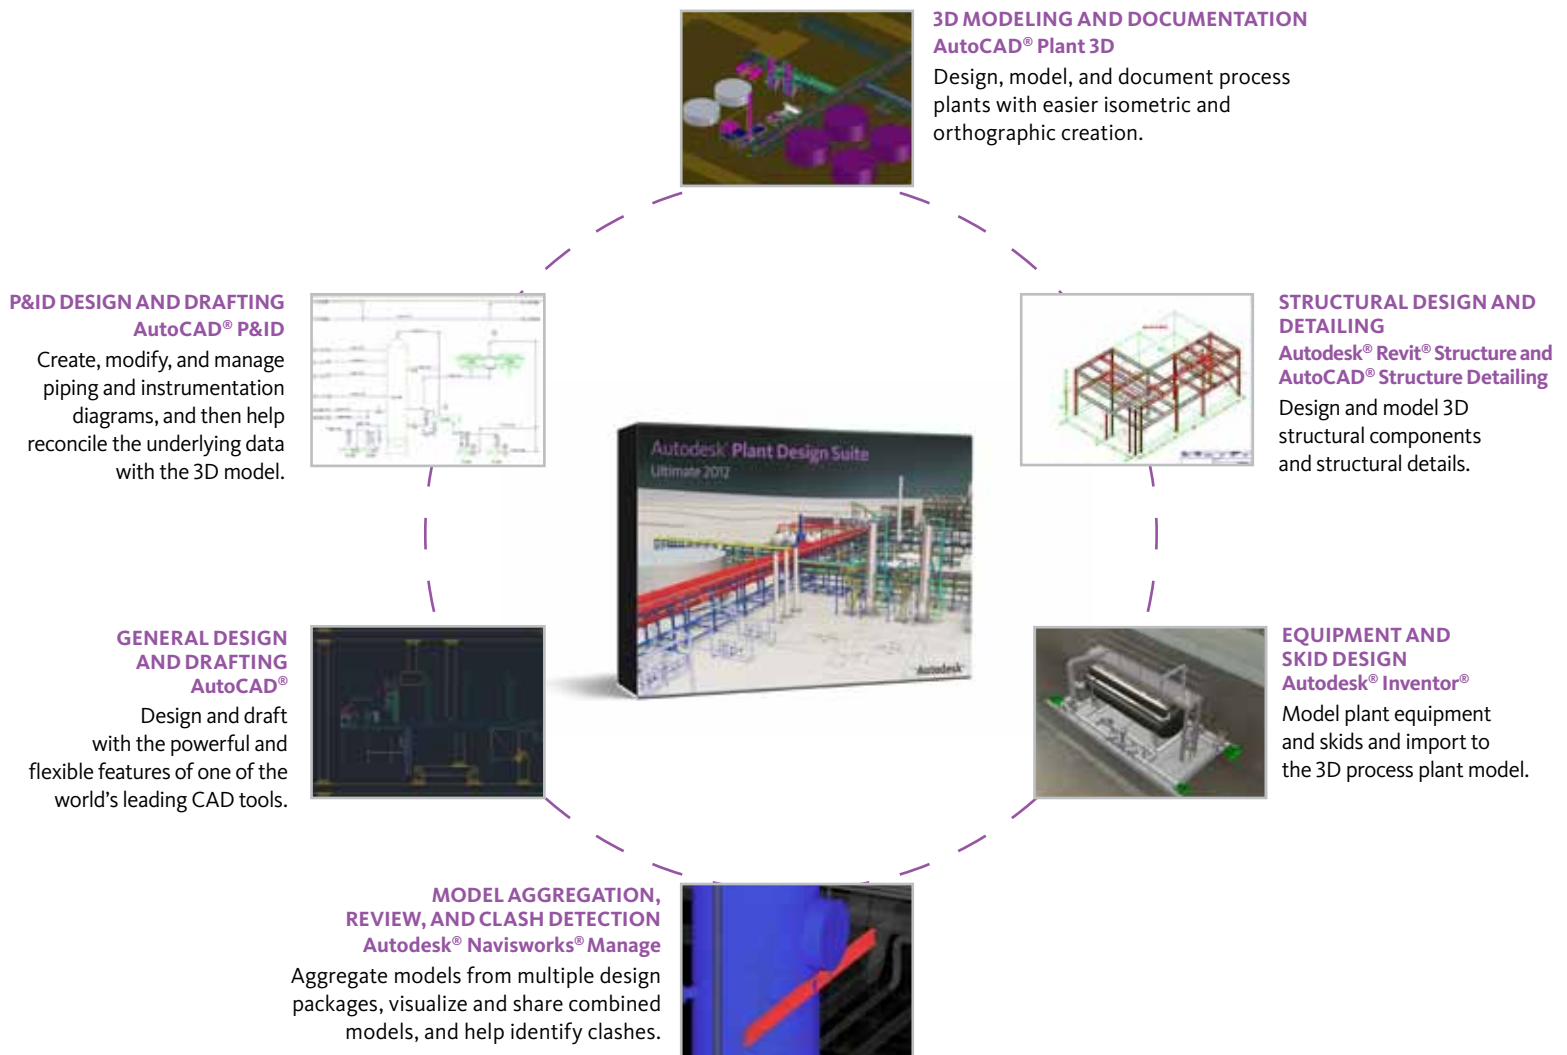 3D MODELING AND DOCUMENTATION
AutoCAD® Plant 3D
Design, model, and document process
plants with easier isometric and
orthographic creation.
P&ID DESIGN AND DRAFTING
AutoCAD® P&ID
Create, modify, and manage
piping and instrumentation
diagrams, and then help
reconcile the underlying data
with the 3D model.
STRUCTURAL DESIGN AND
DETAILING
Autodesk® Revit® Structure and
AutoCAD® Structure Detailing
Design and model 3D
structural components
and structural details.
Autodesk® Plant Design Suite
Ultimate 2012
Autodesk®
GENERAL DESIGN
AND DRAFTING
AutoCAD®
Design and draft
with the powerful and
flexible features of one of the
world's leading CAD tools.
EQUIPMENT AND
SKID DESIGN
Autodesk® Inventor®
Model plant equipment
and skids and import to
the 3D process plant model.
MODEL AGGREGATION,
REVIEW, AND CLASH DETECTION
Autodesk® Navisworks® Manage
Aggregate models from multiple design
packages, visualize and share combined
models, and help identify clashes.